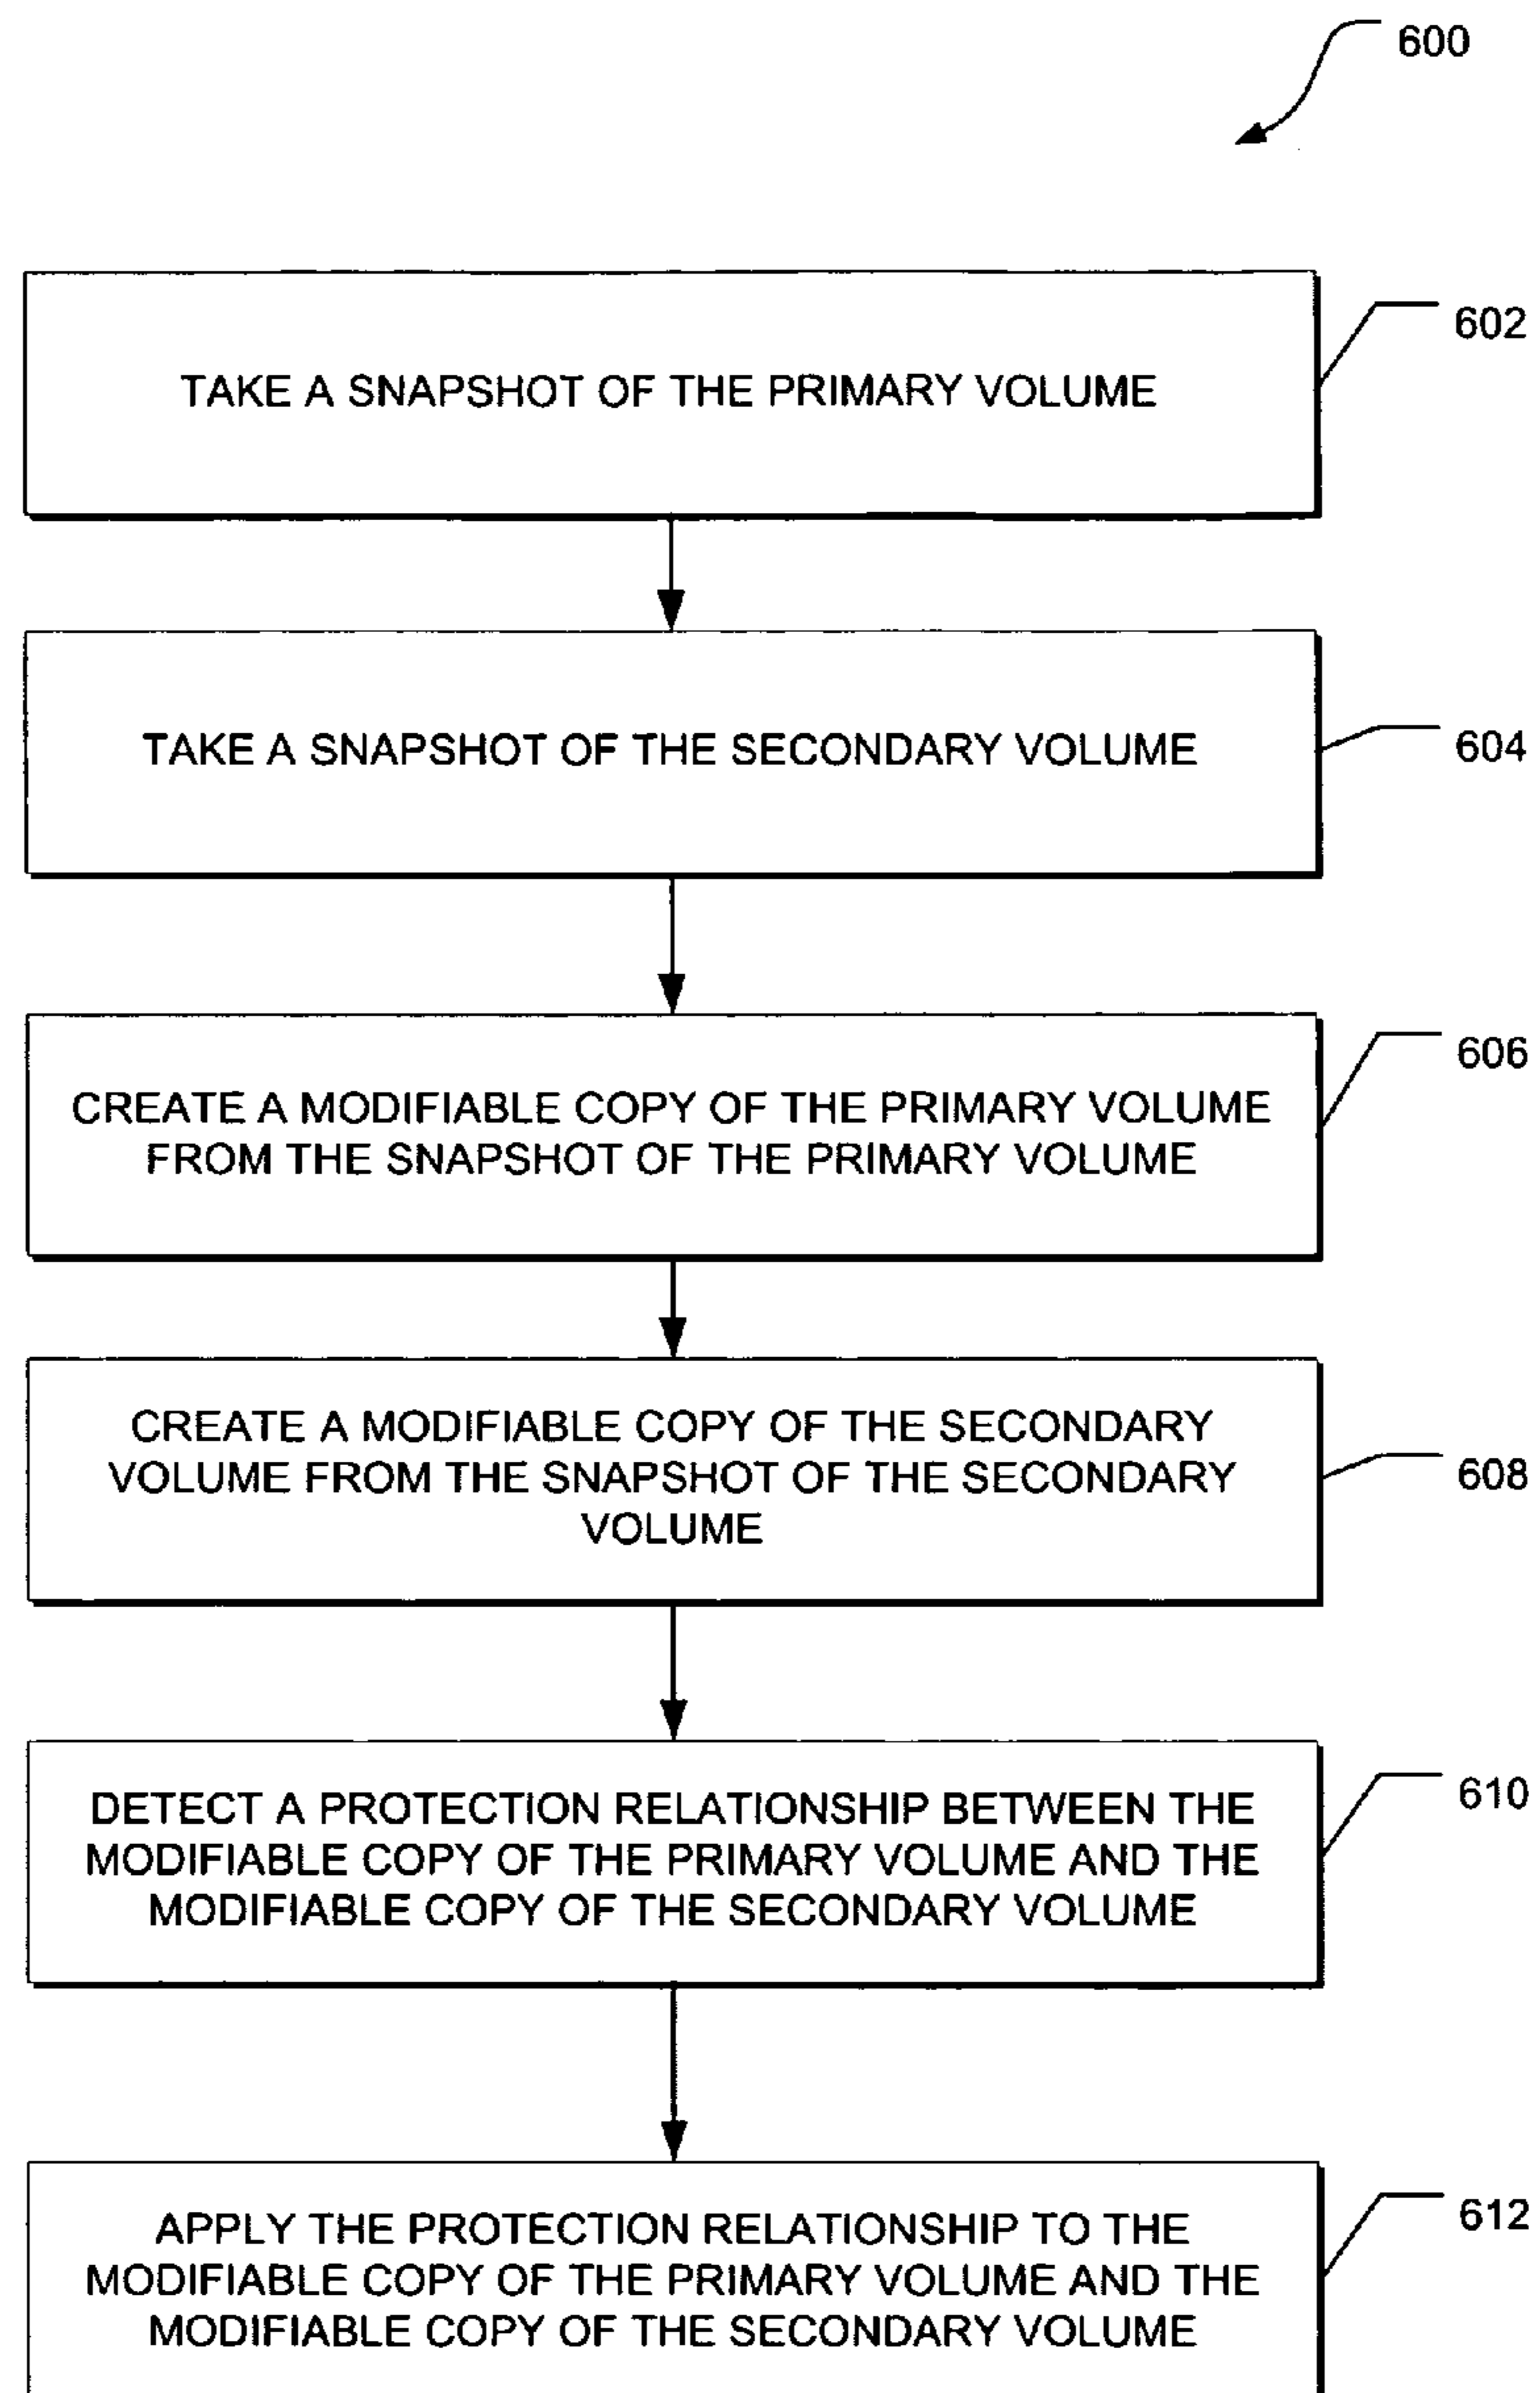 600
TAKE A SNAPSHOT OF THE PRIMARY VOLUME
602
TAKE A SNAPSHOT OF THE SECONDARY VOLUME
604
CREATE A MODIFIABLE COPY OF THE PRIMARY VOLUME
FROM THE SNAPSHOT OF THE PRIMARY VOLUME
606
CREATE A MODIFIABLE COPY OF THE SECONDARY
VOLUME FROM THE SNAPSHOT OF THE SECONDARY
VOLUME
608
DETECT A PROTECTION RELATIONSHIP BETWEEN THE
MODIFIABLE COPY OF THE PRIMARY VOLUME AND THE
MODIFIABLE COPY OF THE SECONDARY VOLUME
610
APPLY THE PROTECTION RELATIONSHIP TO THE
MODIFIABLE COPY OF THE PRIMARY VOLUME AND THE
MODIFIABLE COPY OF THE SECONDARY VOLUME
612